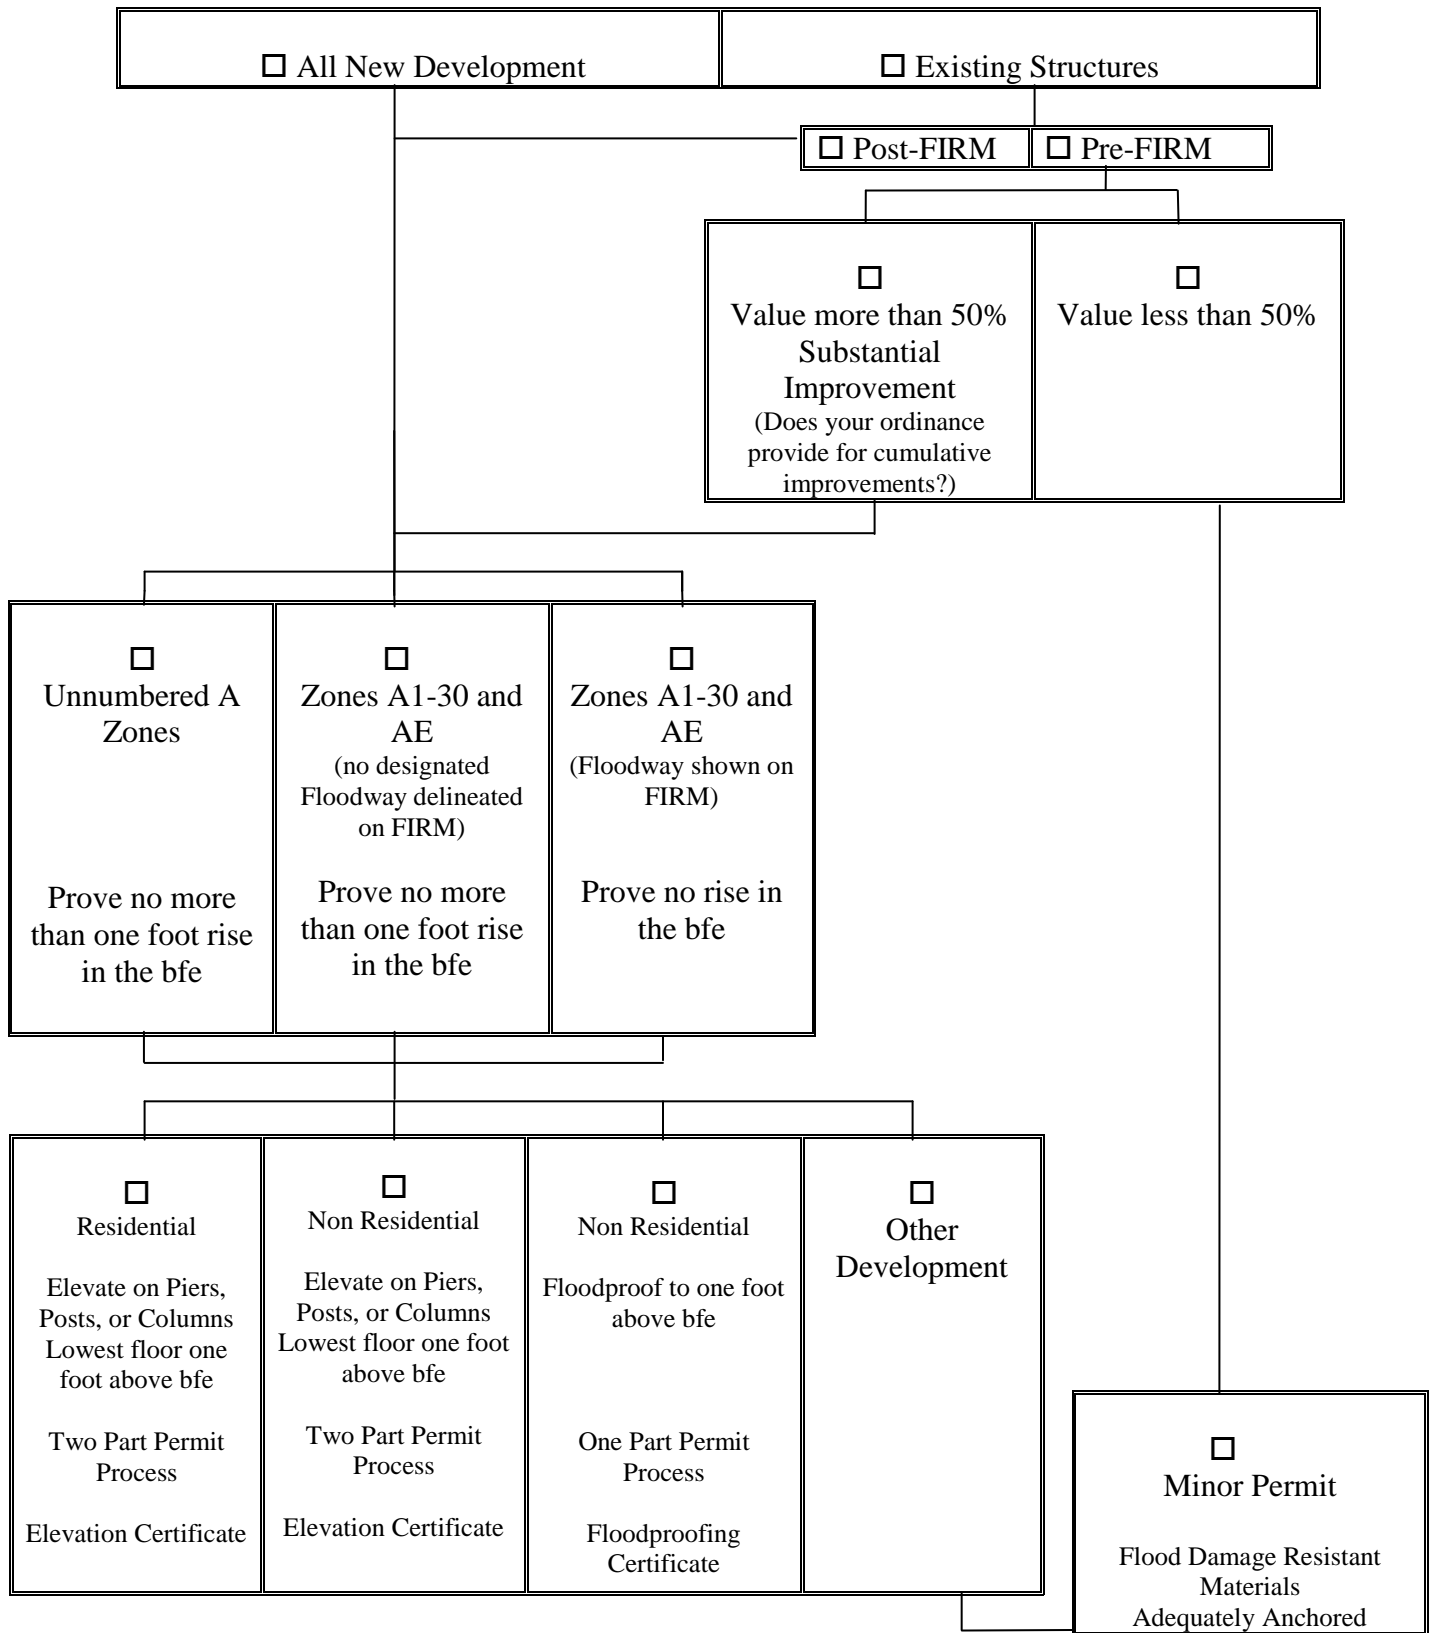 ☐ All New Development
☐ Existing Structures
☐ Post-FIRM
☐ Pre-FIRM
☐
Value more than 50%
Substantial
Improvement
(Does your ordinance
provide for cumulative
improvements?)
☐
Value less than 50%
☐
Unnumbered A
Zones
Prove no more
than one foot rise
in the bfe
☐
Zones A1-30 and
AE
(no designated
Floodway delineated
on FIRM)
Prove no more
than one foot rise
in the bfe
☐
Zones A1-30 and
AE
(Floodway shown on
FIRM)
Prove no rise in
the bfe
☐
Residential
Elevate on Piers,
Posts, or Columns
Lowest floor one
foot above bfe
Two Part Permit
Process
Elevation Certificate
☐
Non Residential
Elevate on Piers,
Posts, or Columns
Lowest floor one foot
above bfe
Two Part Permit
Process
Elevation Certificate
☐
Non Residential
Floodproof to one foot
above bfe
One Part Permit
Process
Floodproofing
Certificate
☐
Other
Development
☐
Minor Permit
Flood Damage Resistant
Materials
Adequately Anchored